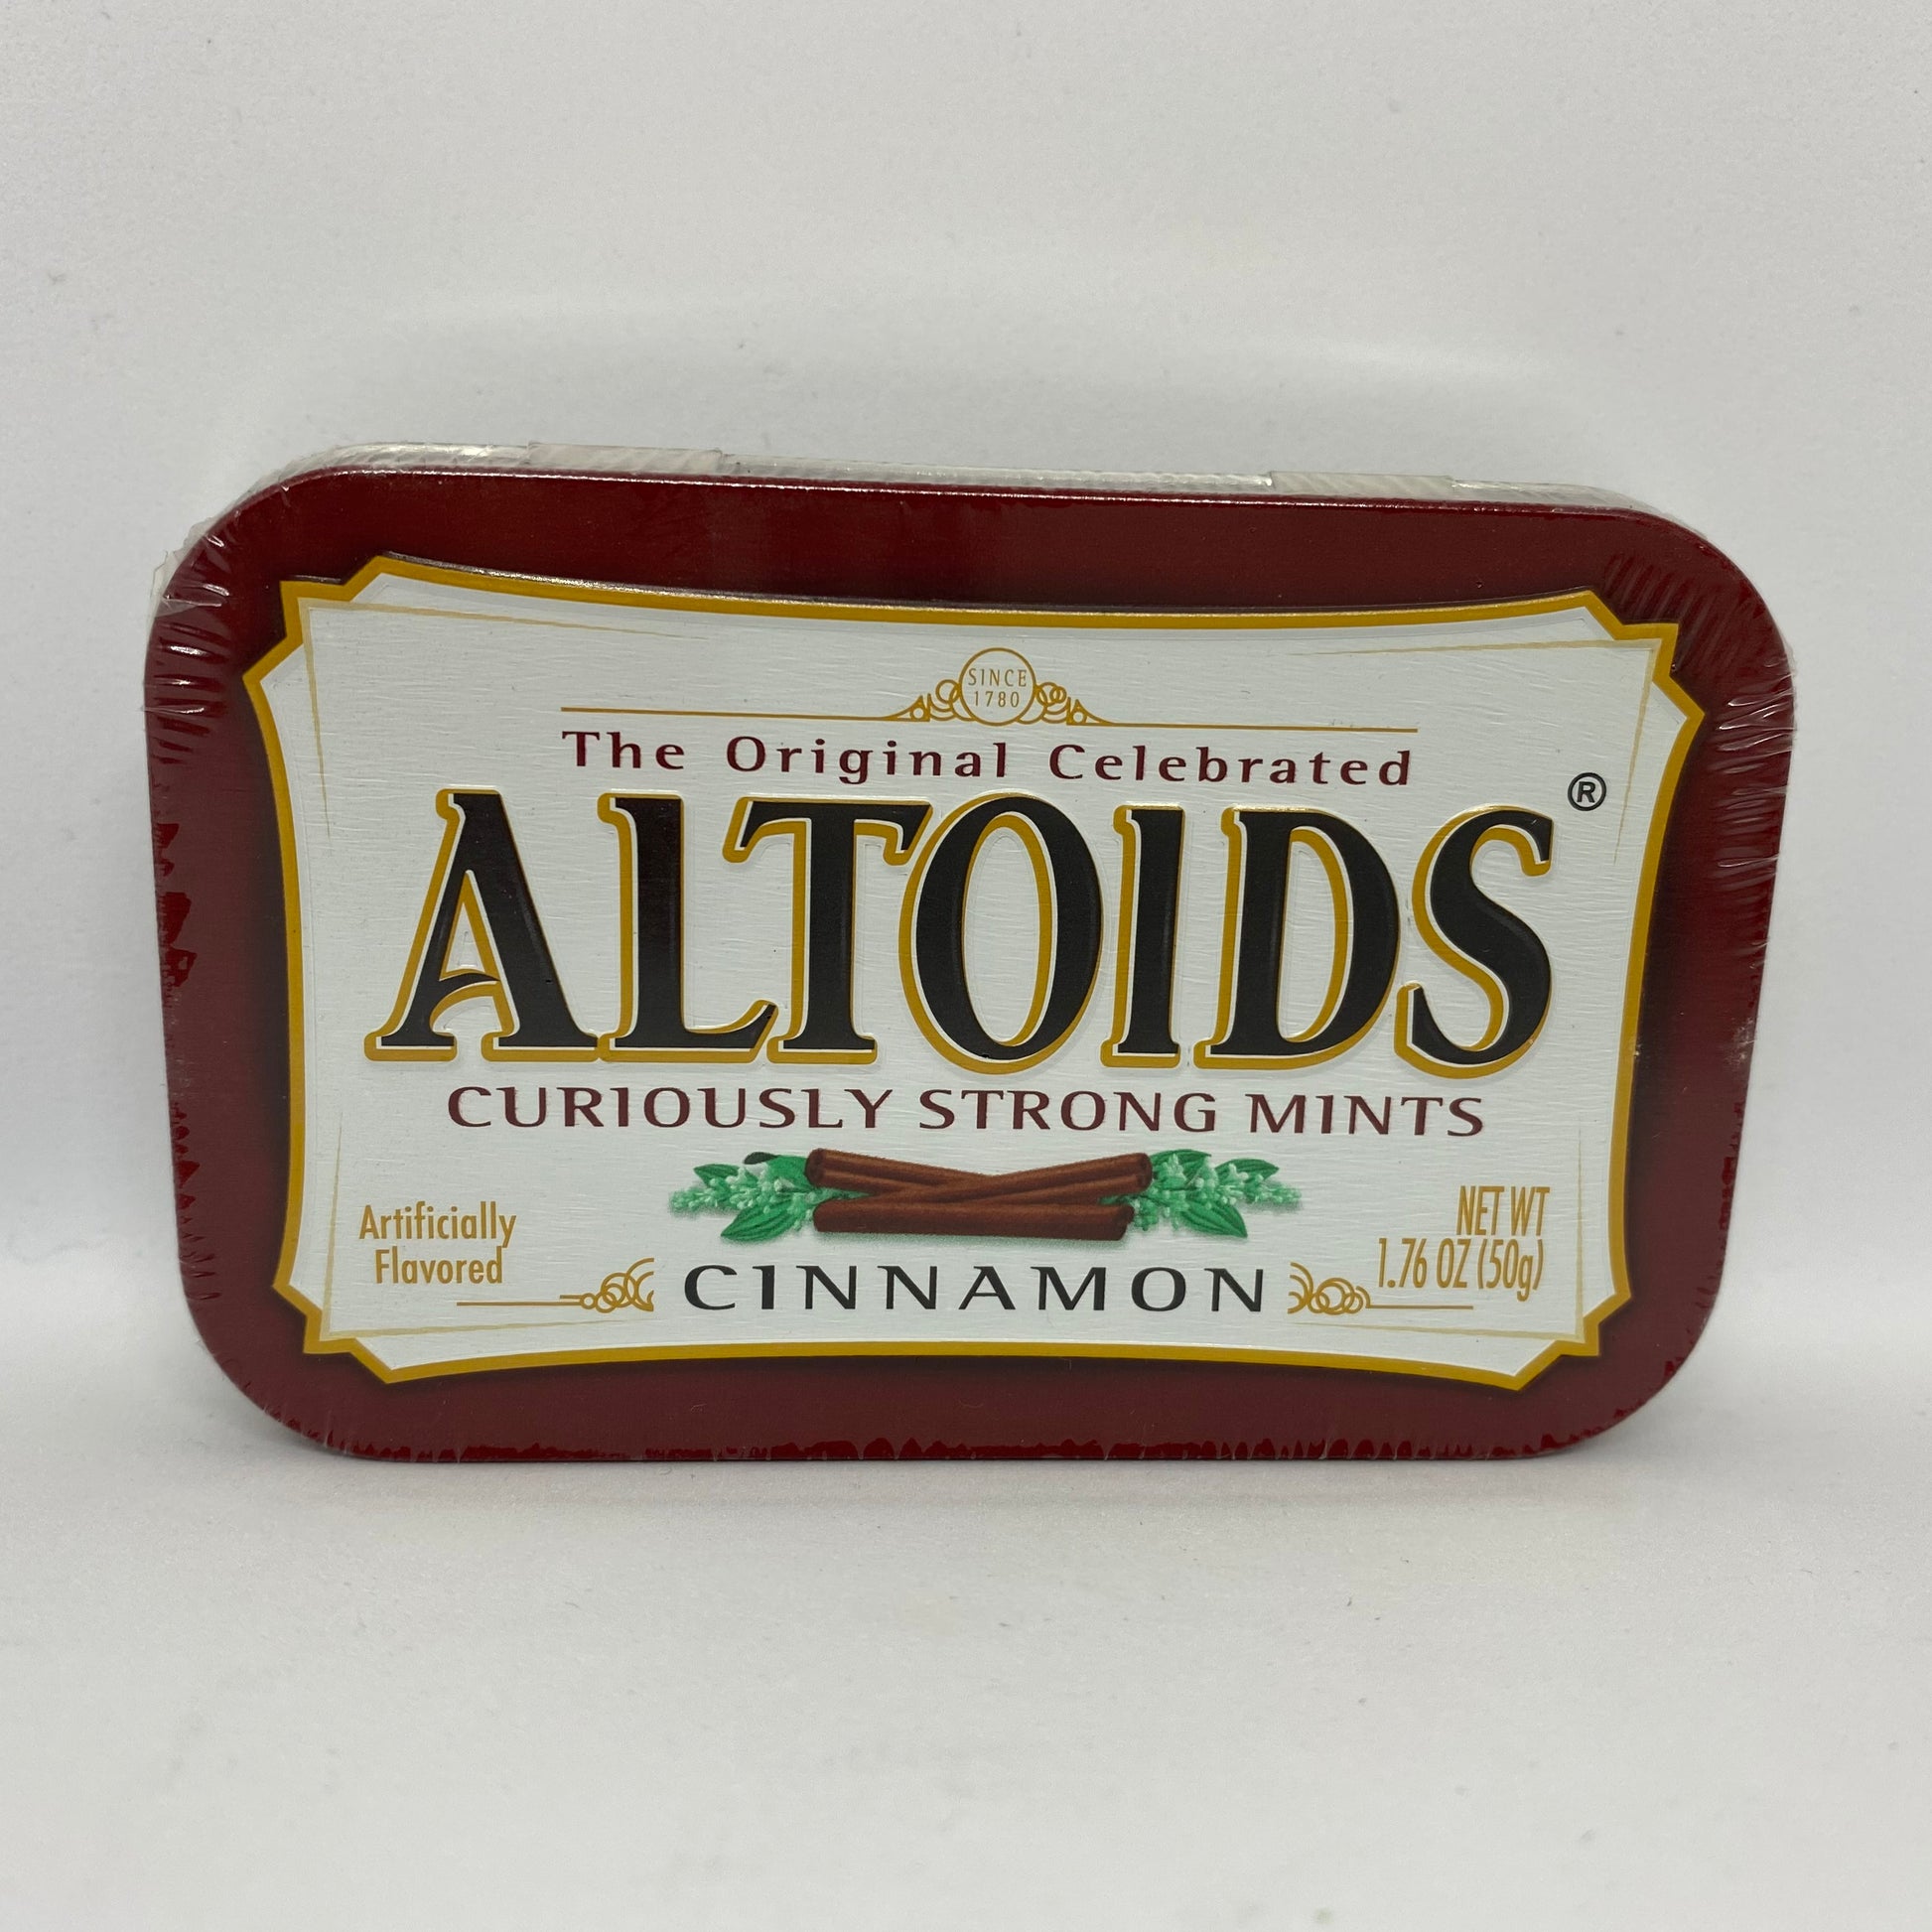 SINCE
1780
The Original Celebrated
ALTOIDS®
CURIOUSLY STRONG MINTS
Artificially
Flavored
CINNAMON
NET WT
1.76 OZ (50g)